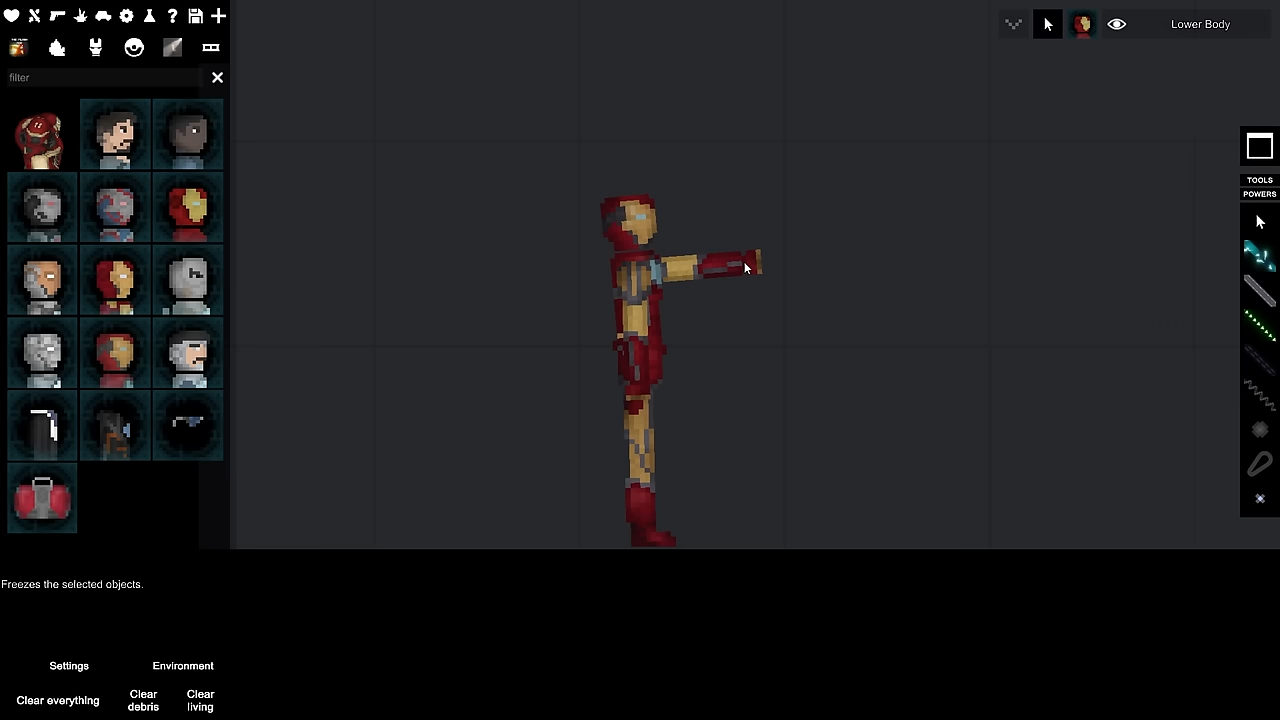 filter
Lower Body
TOOLS
POWERS
Freezes the selected objects.
Settings
Environment
Clear everything
Clear
debris
Clear
living